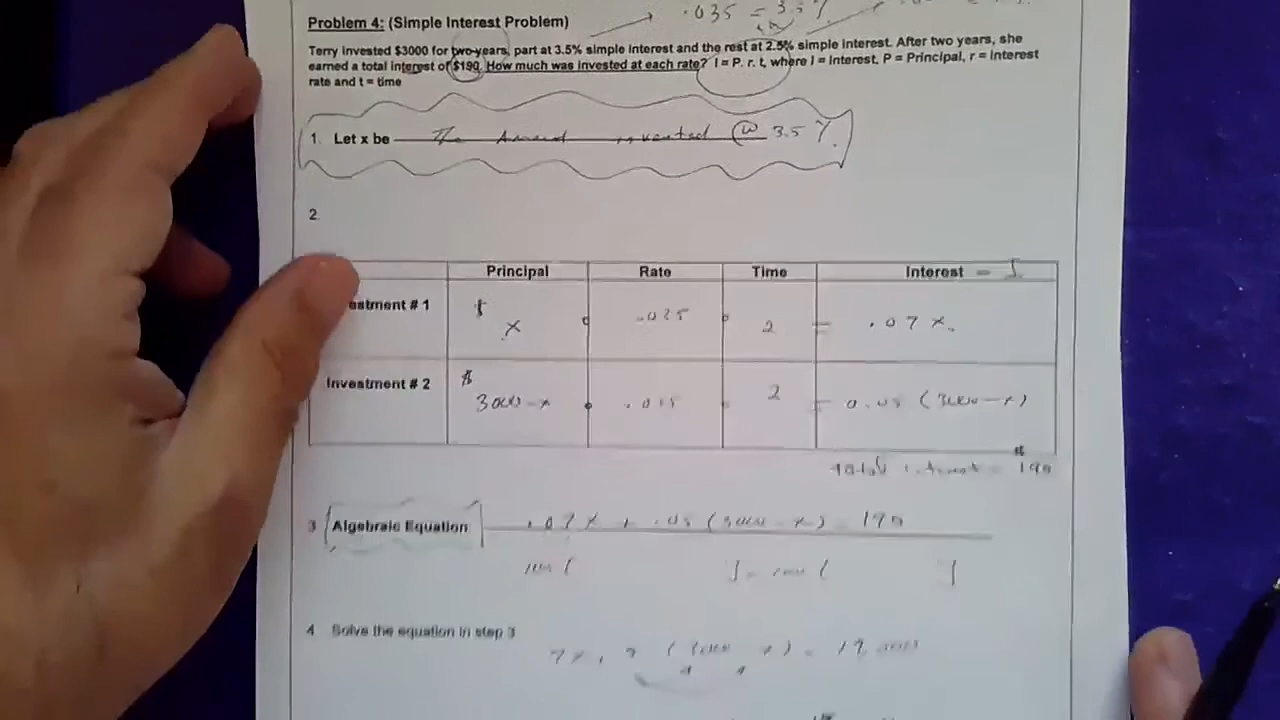 .035 = 3.5%
Problem 4: (Simple Interest Problem)
Terry invested $3000 for two-years, part at 3.5% simple interest and the rest at 2.5% simple interest. After two years, she
earned a total interest of $190. How much was invested at each rate? I = P. r. t, where I = Interest, P = Principal, r = Interest
rate and t = time
1. Let x be The Amount invested @ 3.5%.
2.
Principal Rate Time Interest = I
estment # 1 $ x 2 = .07x.
Investment # 2 $ 3000-x 2 = 0.05 (3000-x)
total interest = $190
3 Algebraic Equation .07x + .05 (3000-x) = 190
4 Solve the equation in step 3
(3000 x) = 19000